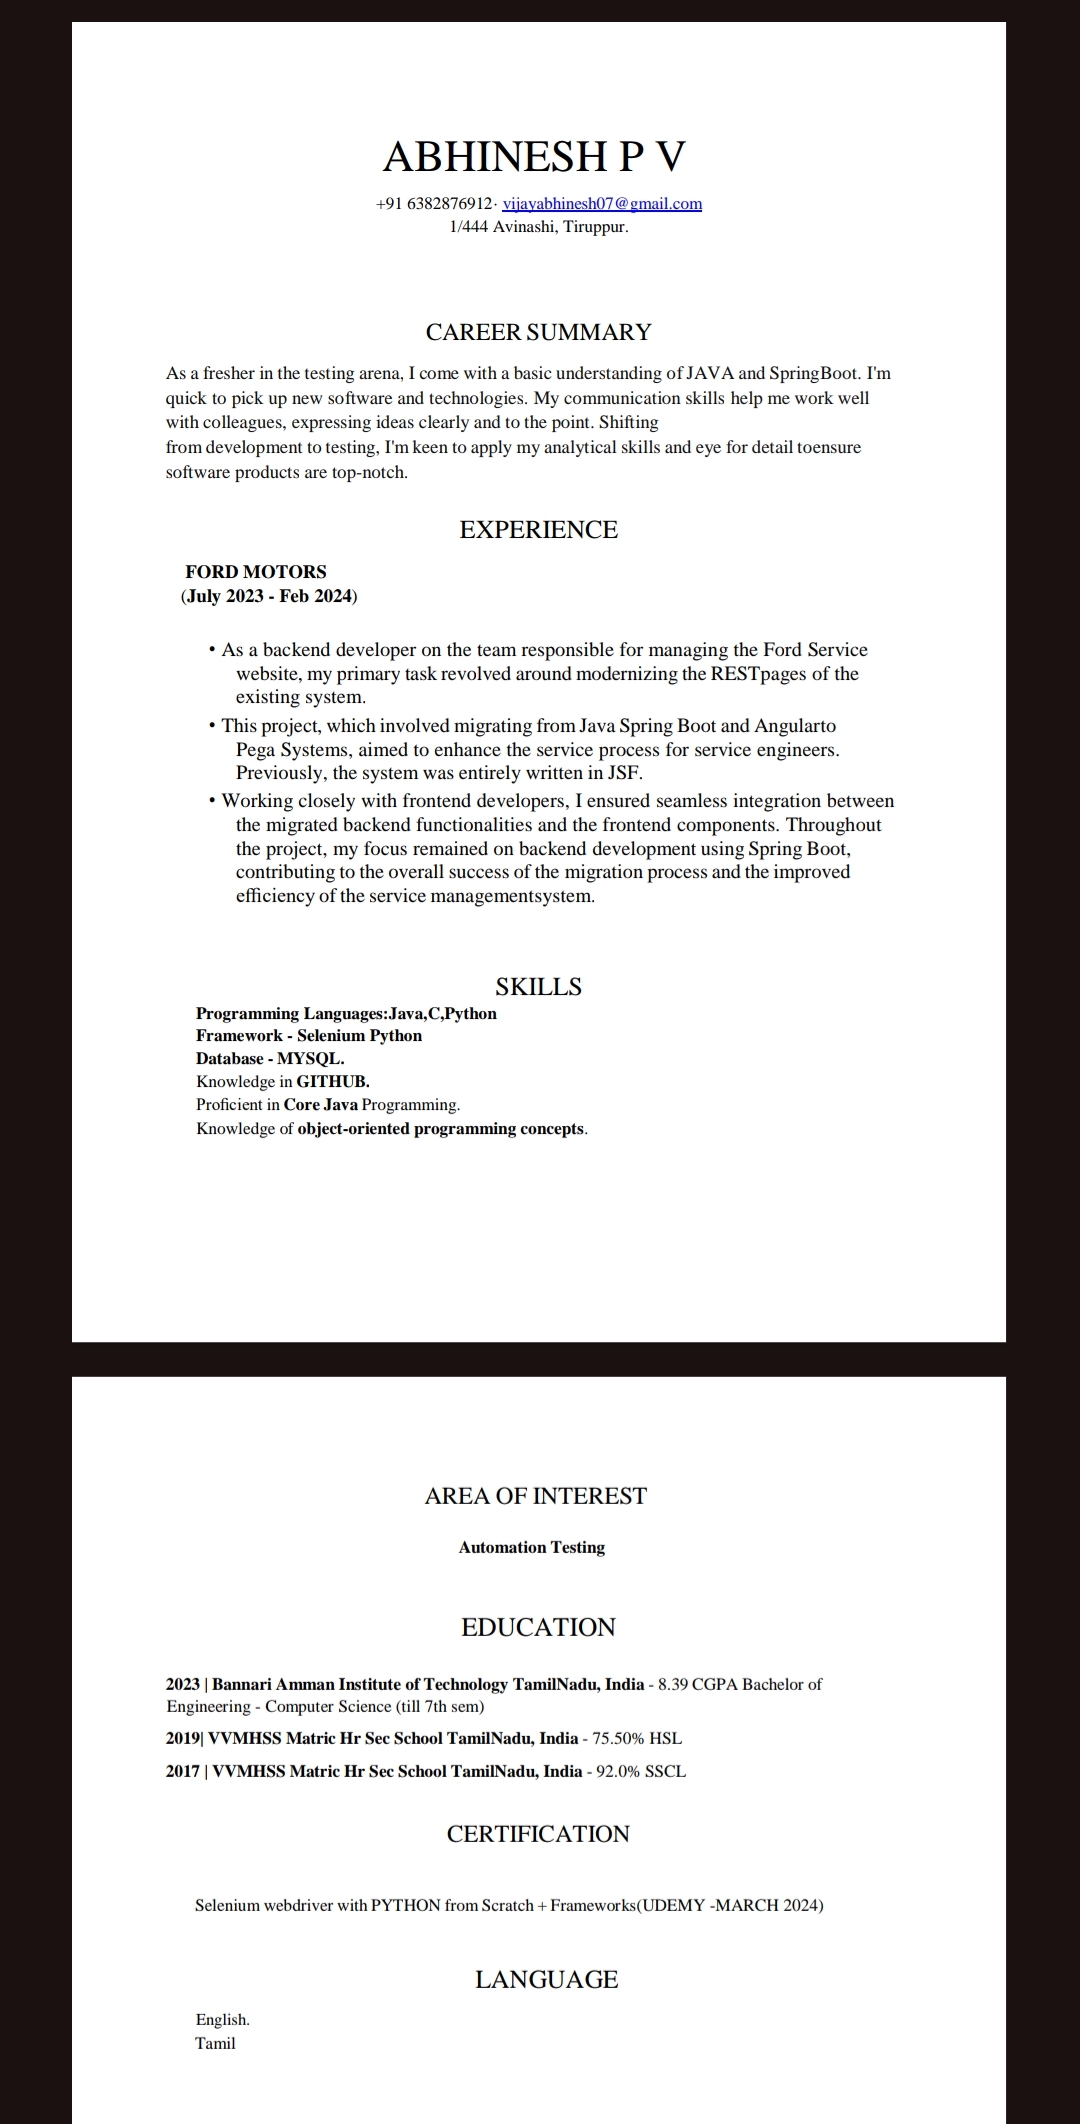 ABHINESH P V
+91 6382876912· vijayabhinesh07@gmail.com
1/444 Avinashi, Tiruppur.
CAREER SUMMARY
As a fresher in the testing arena, I come with a basic understanding of JAVA and SpringBoot. I'm
quick to pick up new software and technologies. My communication skills help me work well
with colleagues, expressing ideas clearly and to the point. Shifting
from development to testing, I'm keen to apply my analytical skills and eye for detail toensure
software products are top-notch.
EXPERIENCE
FORD MOTORS
(July 2023 - Feb 2024)
• As a backend developer on the team responsible for managing the Ford Service
website, my primary task revolved around modernizing the RESTpages of the
existing system.
• This project, which involved migrating from Java Spring Boot and Angularto
Pega Systems, aimed to enhance the service process for service engineers.
Previously, the system was entirely written in JSF.
• Working closely with frontend developers, I ensured seamless integration between
the migrated backend functionalities and the frontend components. Throughout
the project, my focus remained on backend development using Spring Boot,
contributing to the overall success of the migration process and the improved
efficiency of the service managementsystem.
SKILLS
Programming Languages:Java,C,Python
Framework - Selenium Python
Database - MYSQL.
Knowledge in GITHUB.
Proficient in Core Java Programming.
Knowledge of object-oriented programming concepts.
AREA OF INTEREST
Automation Testing
EDUCATION
2023 | Bannari Amman Institute of Technology TamilNadu, India - 8.39 CGPA Bachelor of
Engineering - Computer Science (till 7th sem)
2019| VVMHSS Matric Hr Sec School TamilNadu, India - 75.50% HSL
2017 | VVMHSS Matric Hr Sec School TamilNadu, India - 92.0% SSCL
CERTIFICATION
Selenium webdriver with PYTHON from Scratch + Frameworks(UDEMY -MARCH 2024)
LANGUAGE
English.
Tamil